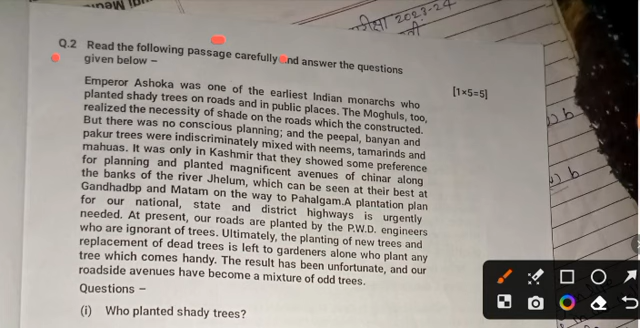 परीक्षा 2023-24
Q.2 Read the following passage carefully and answer the questions
given below –
[1×5=5]
Emperor Ashoka was one of the earliest Indian monarchs who
planted shady trees on roads and in public places. The Moghuls, too,
realized the necessity of shade on the roads which the constructed.
But there was no conscious planning; and the peepal, banyan and
pakur trees were indiscriminately mixed with neems, tamarinds and
mahuas. It was only in Kashmir that they showed some preference
for planning and planted magnificent avenues of chinar along
the banks of the river Jhelum, which can be seen at their best at
Gandhadbp and Matam on the way to Pahalgam.A plantation plan
for our national, state and district highways is urgently
needed. At present, our roads are planted by the P.W.D. engineers
who are ignorant of trees. Ultimately, the planting of new trees and
replacement of dead trees is left to gardeners alone who plant any
tree which comes handy. The result has been unfortunate, and our
roadside avenues have become a mixture of odd trees.
Questions –
(i) Who planted shady trees?
b
b